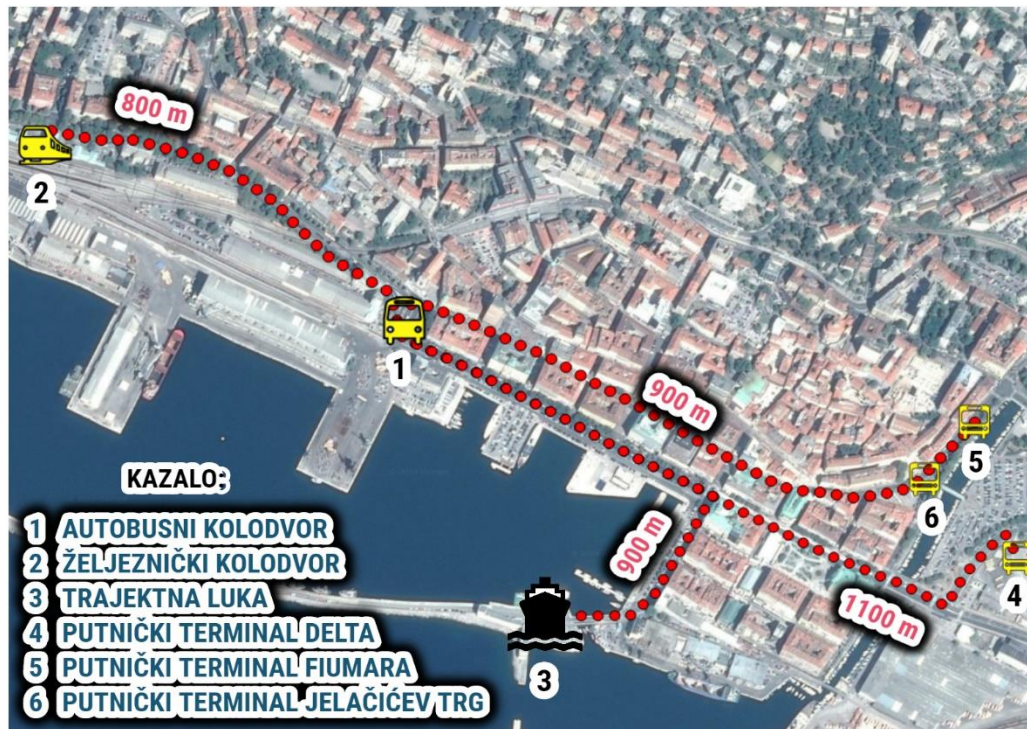 800 m
2
1
900 m
5
6
900 m
4
1100 m
3
KAZALO:
1 AUTOBUSNI KOLODVOR
2 ŽELJEZNIČKI KOLODVOR
3 TRAJEKTNA LUKA
4 PUTNIČKI TERMINAL DELTA
5 PUTNIČKI TERMINAL FIUMARA
6 PUTNIČKI TERMINAL JELAČIĆEV TRG